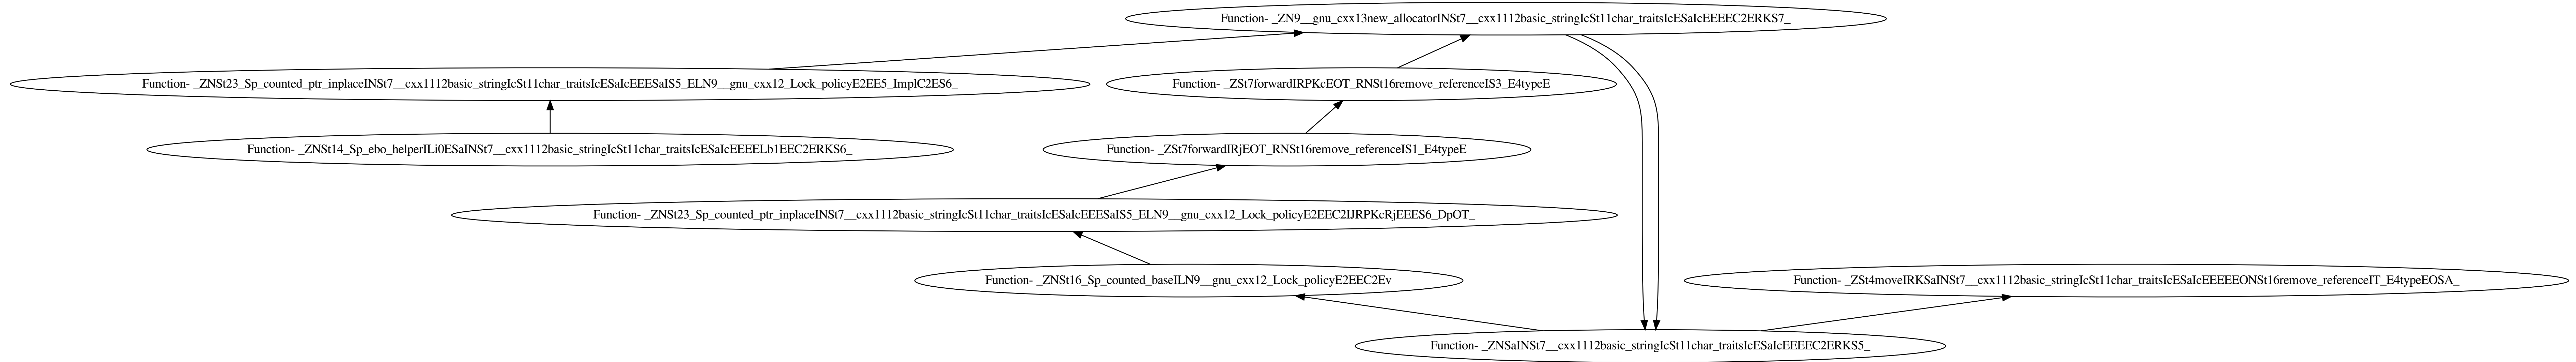 Function- _ZN9__gnu_cxx13new_allocatorINSt7__cxx1112basic_stringIcSt11char_traitsIcESaIcEEEEC2ERKS7_
Function- _ZNSt23_Sp_counted_ptr_inplaceINSt7__cxx1112basic_stringIcSt11char_traitsIcESaIcEEESaIS5_ELN9__gnu_cxx12_Lock_policyE2EE5_ImplC2ES6_
Function- _ZSt7forwardIRPKcEOT_RNSt16remove_referenceIS3_E4typeE
Function- _ZNSt14_Sp_ebo_helperILi0ESaINSt7__cxx1112basic_stringIcSt11char_traitsIcESaIcEEEELb1EEC2ERKS6_
Function- _ZSt7forwardIRjEOT_RNSt16remove_referenceIS1_E4typeE
Function- _ZNSt23_Sp_counted_ptr_inplaceINSt7__cxx1112basic_stringIcSt11char_traitsIcESaIcEEESaIS5_ELN9__gnu_cxx12_Lock_policyE2EEC2IJRPKcRjEEES6_DpOT_
Function- _ZNSt16_Sp_counted_baseILN9__gnu_cxx12_Lock_policyE2EEC2Ev
Function- _ZSt4moveIRKSaINSt7__cxx1112basic_stringIcSt11char_traitsIcESaIcEEEEEONSt16remove_referenceIT_E4typeEOSA_
Function- _ZNSaINSt7__cxx1112basic_stringIcSt11char_traitsIcESaIcEEEEC2ERKS5_